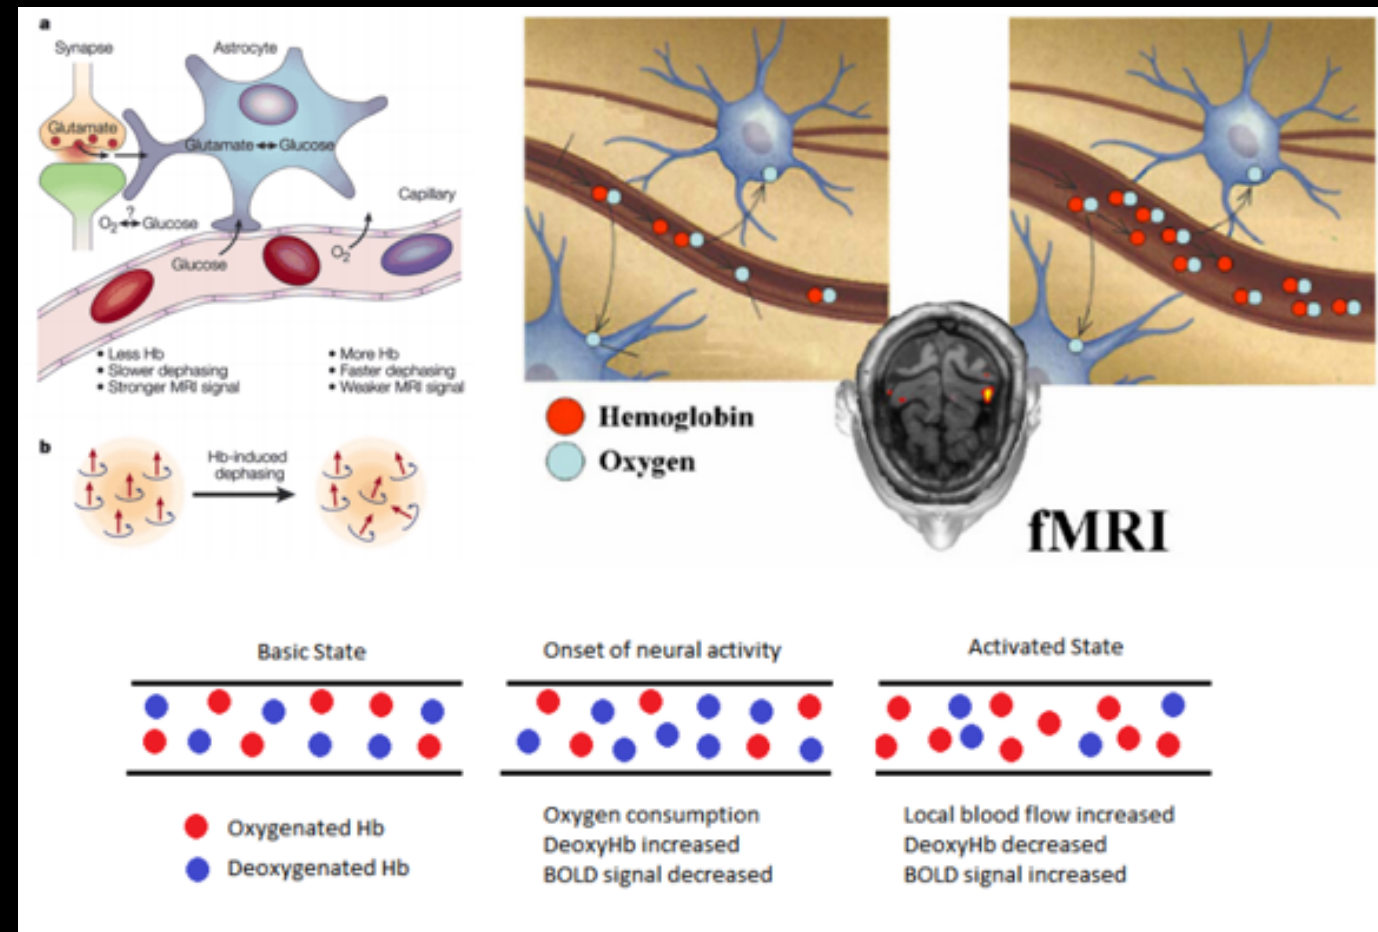 a
Synapse
Astrocyte
Glutamate
Glutamate Glucose
Capillary
?
O2 Glucose
Glucose
O2
• Less Hb
• Slower dephasing
• Stronger MRI signal
• More Hb
• Faster dephasing
• Weaker MRI signal
b
Hb-induced
dephasing
Hemoglobin
Oxygen
fMRI
Basic State
Onset of neural activity
Activated State
Oxygenated Hb
Deoxygenated Hb
Oxygen consumption
DeoxyHb increased
BOLD signal decreased
Local blood flow increased
DeoxyHb decreased
BOLD signal increased